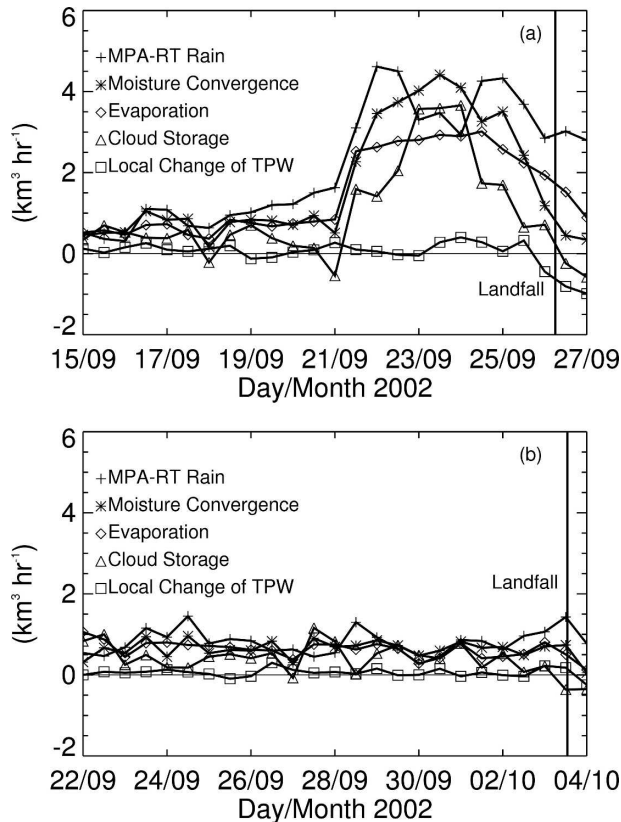 6
(a)
+MPA-RT Rain
4
✳Moisture Convergence
◇Evaporation
△Cloud Storage
(km³ hr⁻¹)
2
□Local Change of TPW
0
Landfall
-2
15/09 17/09 19/09 21/09 23/09 25/09 27/09
Day/Month 2002
6
(b)
+MPA-RT Rain
✳Moisture Convergence
4
◇Evaporation
△Cloud Storage
Landfall
(km³ hr⁻¹)
2
□Local Change of TPW
0
-2
22/09 24/09 26/09 28/09 30/09 02/10 04/10
Day/Month 2002